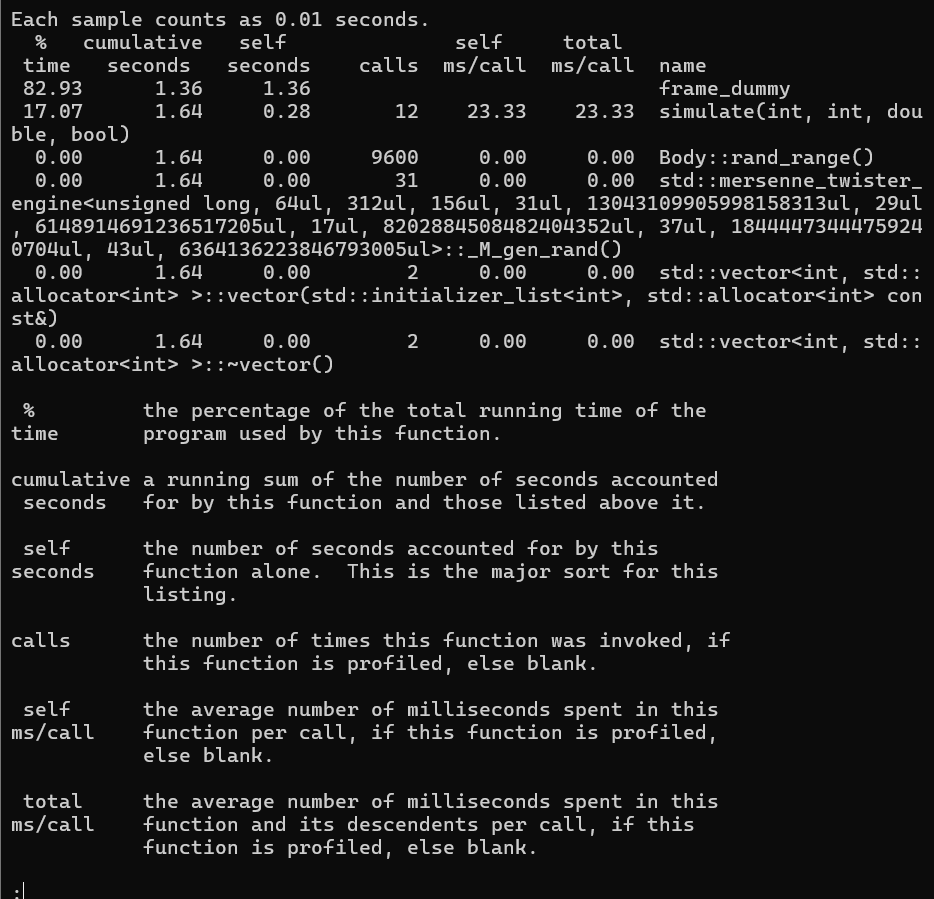 Each sample counts as 0.01 seconds.
  %   cumulative   self              self     total
 time   seconds   seconds    calls  ms/call  ms/call  name
 82.93      1.36     1.36                             frame_dummy
 17.07      1.64     0.28       12    23.33    23.33  simulate(int, int, dou
ble, bool)
  0.00      1.64     0.00     9600     0.00     0.00  Body::rand_range()
  0.00      1.64     0.00       31     0.00     0.00  std::mersenne_twister_
engine<unsigned long, 64ul, 312ul, 156ul, 31ul, 13043109905998158313ul, 29ul
, 6148914691236517205ul, 17ul, 8202884508482404352ul, 37ul, 18444447344475924
0704ul, 43ul, 6364136223846793005ul>::_M_gen_rand()
  0.00      1.64     0.00        2     0.00     0.00  std::vector<int, std::
allocator<int> >::vector(std::initializer_list<int>, std::allocator<int> con
st&)
  0.00      1.64     0.00        2     0.00     0.00  std::vector<int, std::
allocator<int> >::~vector()
 %         the percentage of the total running time of the
time       program used by this function.
cumulative a running sum of the number of seconds accounted
 seconds   for by this function and those listed above it.
 self      the number of seconds accounted for by this
seconds    function alone.  This is the major sort for this
           listing.
calls      the number of times this function was invoked, if
           this function is profiled, else blank.
 self      the average number of milliseconds spent in this
ms/call    function per call, if this function is profiled,
           else blank.
 total     the average number of milliseconds spent in this
ms/call    function and its descendents per call, if this
           function is profiled, else blank.
: